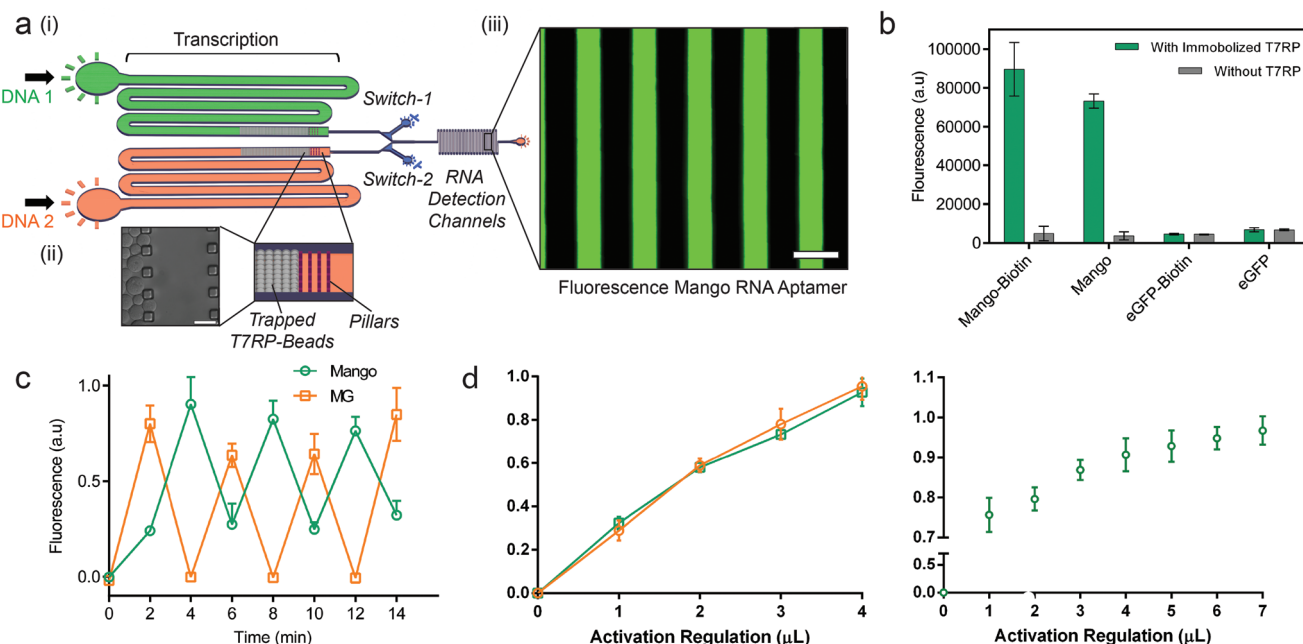 a (i)
Transcription
DNA 1
DNA 2
Switch-1
Switch-2
RNA
Detection
Channels
(ii)
Trapped
T7RP-Beads
Pillars
(iii)
Fluorescence Mango RNA Aptamer
b
Flourescence (a.u)
100000
80000
60000
40000
20000
0
With Immobolized T7RP
Without T7RP
Mango-Biotin
Mango
eGFP-Biotin
eGFP
c
Fluorescence (a.u)
1.0
0.5
0.0
Mango
MG
0 2 4 6 8 10 12 14
Time (min)
d
1.0
0.8
0.6
0.4
0.2
0.0
0 1 2 3 4
Activation Regulation (μL)
1.1
1.0
0.9
0.8
0.7
0.5
0.0
0 1 2 3 4 5 6 7
Activation Regulation (μL)